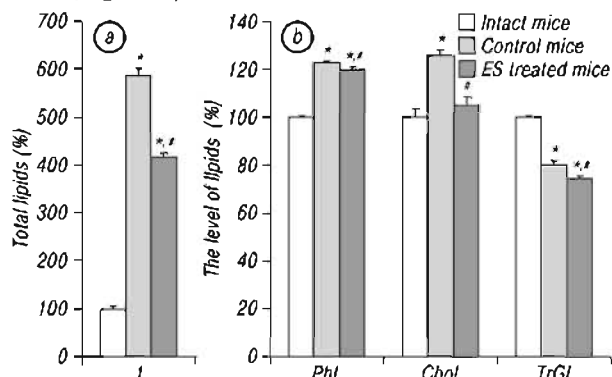 a
b
Intact mice
Control mice
ES treated mice
Total lipids (%)
700
600
500
400
300
200
100
0
*
*,#
1
The level of lipids (%)
140
120
100
80
60
40
20
0
*
*,#
*
#
*
*,#
PhL
Chol
TrGL